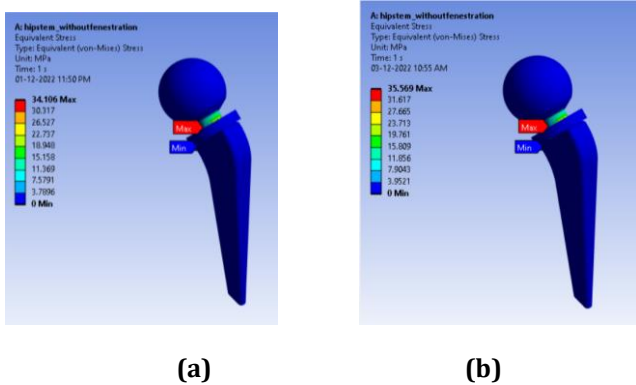 A: hipstem_withoutfenestration
Equivalent Stress
Type: Equivalent (von-Mises) Stress
Unit: MPa
Time: 1 s
01-12-2022 11:50 PM
34.106 Max
30.317
26.527
22.737
18.948
15.158
11.369
7.5791
3.7896
0 Min
Max
Min
A: hipstem_withoutfenestration
Equivalent Stress
Type: Equivalent (von-Mises) Stress
Unit: MPa
Time: 1 s
03-12-2022 10:55 AM
35.569 Max
31.617
27.665
23.713
19.761
15.809
11.856
7.9043
3.9521
0 Min
Max
Min
(a)
(b)